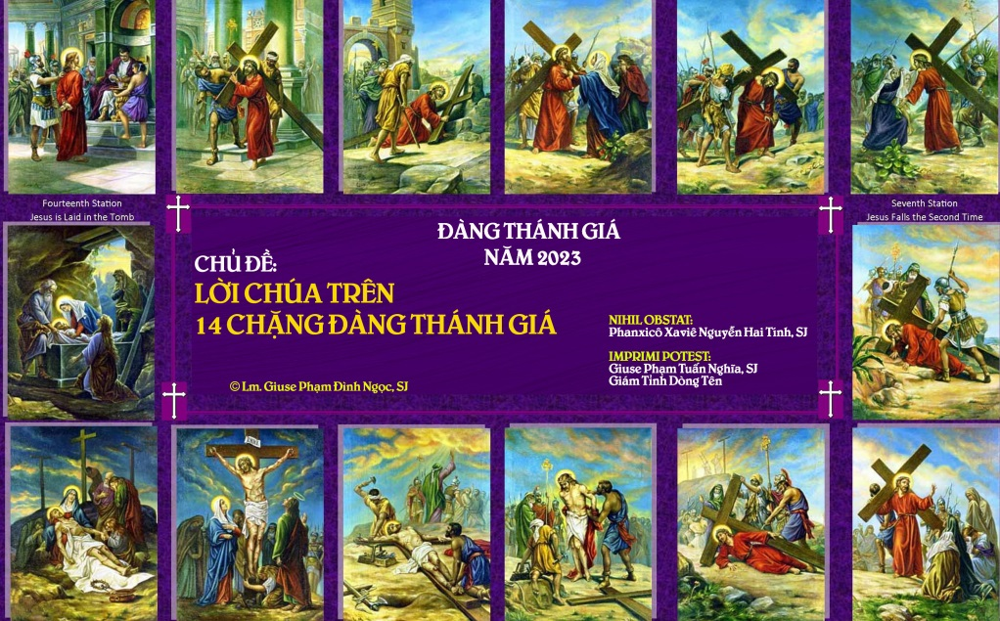 Fourteenth Station
Jesus is Laid in the Tomb
Seventh Station
Jesus Falls the Second Time
ĐÀNG THÁNH GIÁ
NĂM 2023
CHỦ ĐỀ:
LỜI CHÚA TRÊN
14 CHẶNG ĐÀNG THÁNH GIÁ
NIHIL OBSTAT:
Phanxicô Xaviê Nguyễn Hai Tính, SJ
IMPRIMI POTEST:
Giuse Phạm Tuấn Nghĩa, SJ
Giám Tỉnh Dòng Tên
© Lm. Giuse Phạm Đình Ngọc, SJ